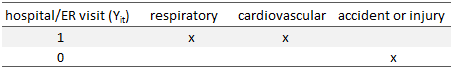 hospital/ER visit (Yit) respiratory cardiovascular accident or injury
1 x x
0 x